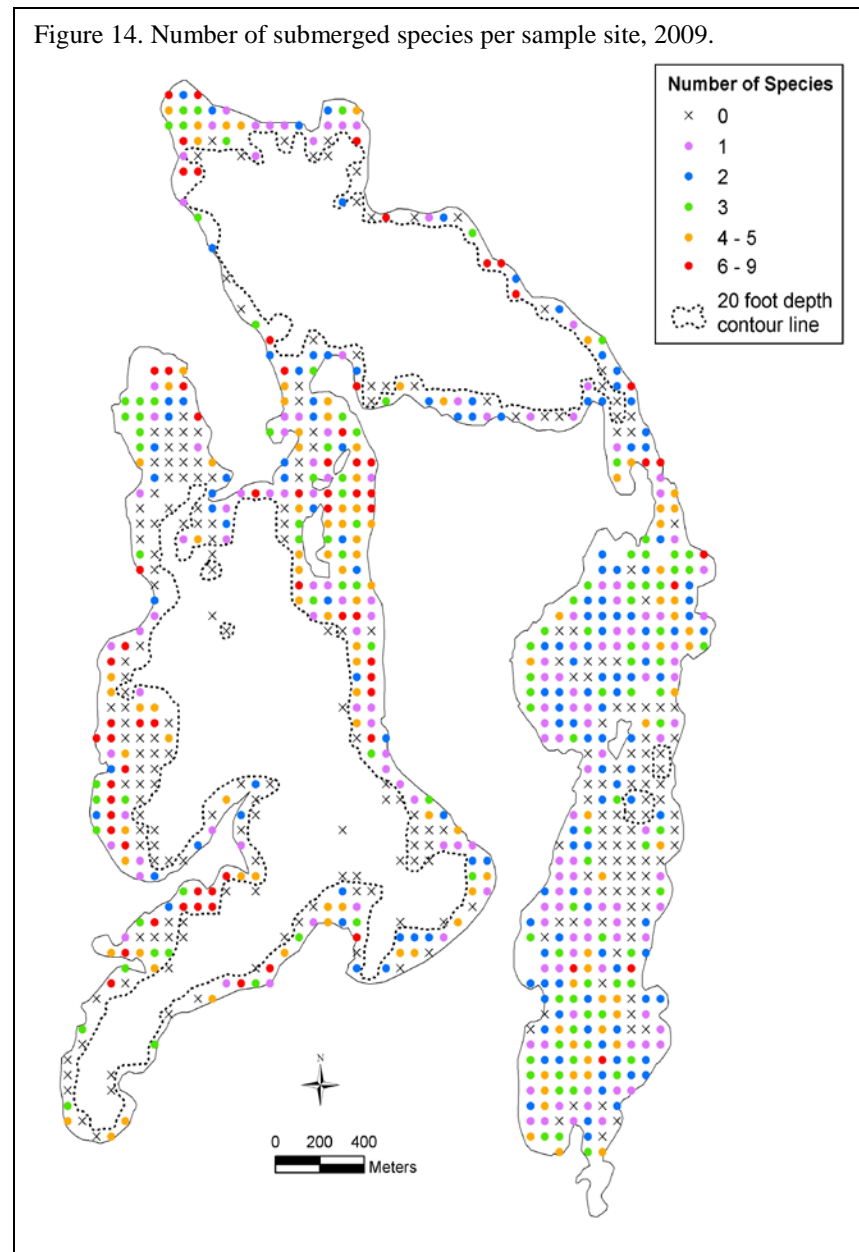 Figure 14. Number of submerged species per sample site, 2009.
Number of Species
× 0
1
2
3
4 - 5
6 - 9
20 foot depth
contour line
N
0 200 400
Meters